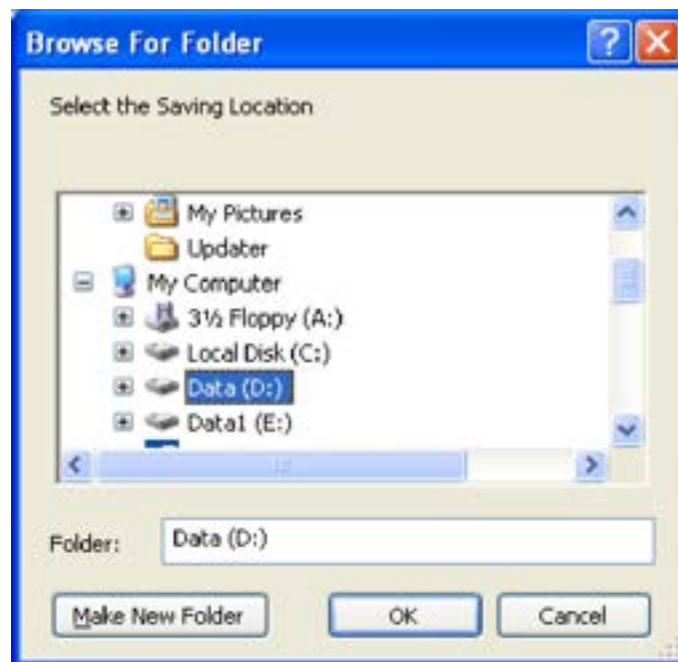 Browse For Folder
Select the Saving Location
My Pictures
Updater
My Computer
3½ Floppy (A:)
Local Disk (C:)
Data (D:)
Data1 (E:)
Folder: Data (D:)
Make New Folder OK Cancel